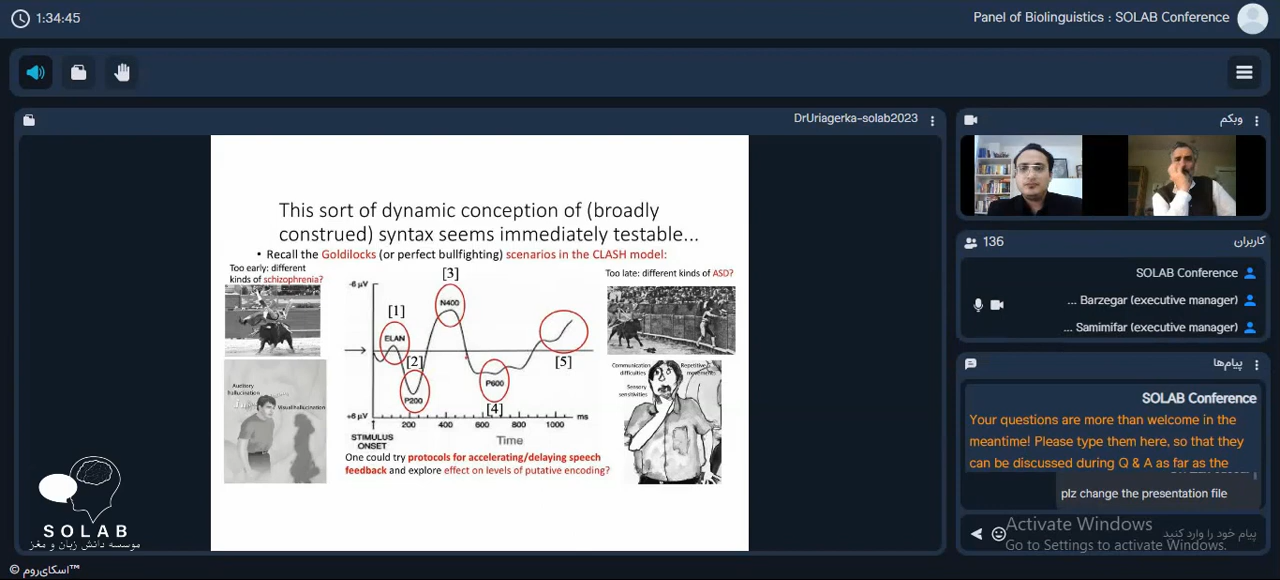 1:34:45
Panel of Biolinguistics : SOLAB Conference
DrUriagerka-solab2023
This sort of dynamic conception of (broadly
construed) syntax seems immediately testable...
• Recall the Goldilocks (or perfect bullfighting) scenarios in the CLASH model:
Too early: different
kinds of schizophrenia?
Too late: different kinds of ASD?
-6 µV
[1]
ELAN
[2]
P200
[3]
N400
[4]
P600
[5]
+6 µV
200
400
600
800
1000
ms
STIMULUS
ONSET
Time
Auditory
hallucination
Visual hallucination
Communication
difficulties
Repetitive
movements
Sensory
sensitivities
One could try protocols for accelerating/delaying speech
feedback and explore effect on levels of putative encoding?
SOLAB
موسسه دانش زبان و مغز
وبکم
136
کاربران
SOLAB Conference
... Barzegar (executive manager)
... Samimifar (executive manager)
پیام‌ها
SOLAB Conference
Your questions are more than welcome in the
meantime! Please type them here, so that they
can be discussed during Q & A as far as the
plz change the presentation file
پیام خود را وارد کنید
Activate Windows
Go to Settings to activate Windows.
© اسکای‌روم™